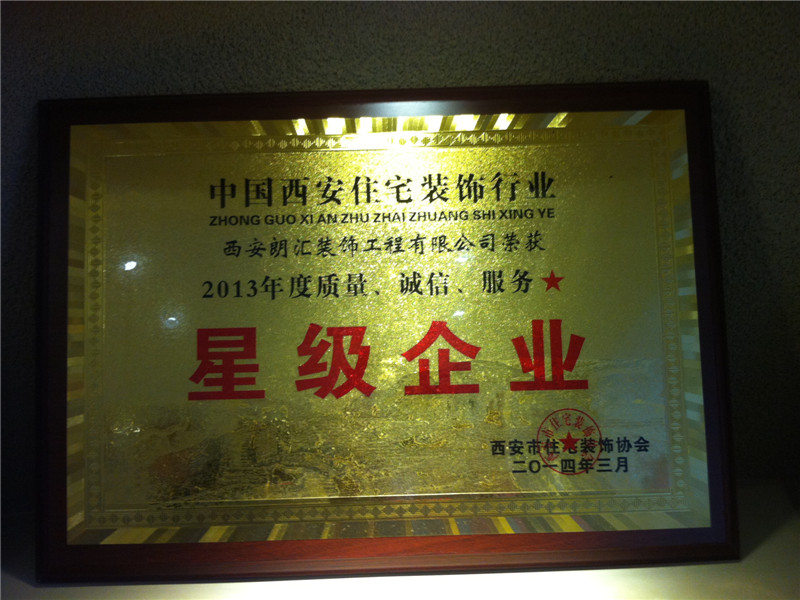 中国西安住宅装饰行业
ZHONG GUO XI AN ZHU ZHAI ZHUANG SHI XING YE
西安朗汇装饰工程有限公司荣获
2013年度质量、诚信、服务★
星级企业
西安市住宅装饰协会
二〇一四年三月